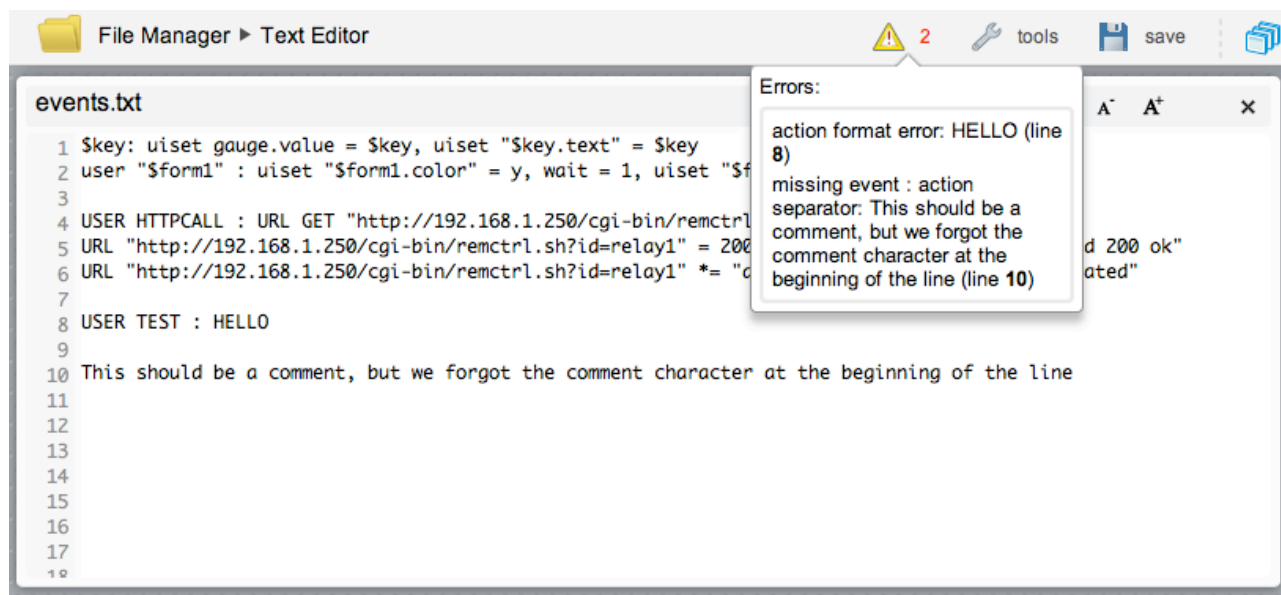 File Manager ▸ Text Editor
2
tools
save
events.txt
A-
A+
×
Errors:
action format error: HELLO (line
8)
missing event : action
separator: This should be a
comment, but we forgot the
comment character at the
beginning of the line (line 10)
1 $key: uiset gauge.value = $key, uiset "$key.text" = $key
2 user "$form1" : uiset "$form1.color" = y, wait = 1, uiset "$f
3
4 USER HTTPCALL : URL GET "http://192.168.1.250/cgi-bin/remctrl
5 URL "http://192.168.1.250/cgi-bin/remctrl.sh?id=relay1" = 200 d 200 ok"
6 URL "http://192.168.1.250/cgi-bin/remctrl.sh?id=relay1" *= " ated"
7
8 USER TEST : HELLO
9
10 This should be a comment, but we forgot the comment character at the beginning of the line
11
12
13
14
15
16
17
18